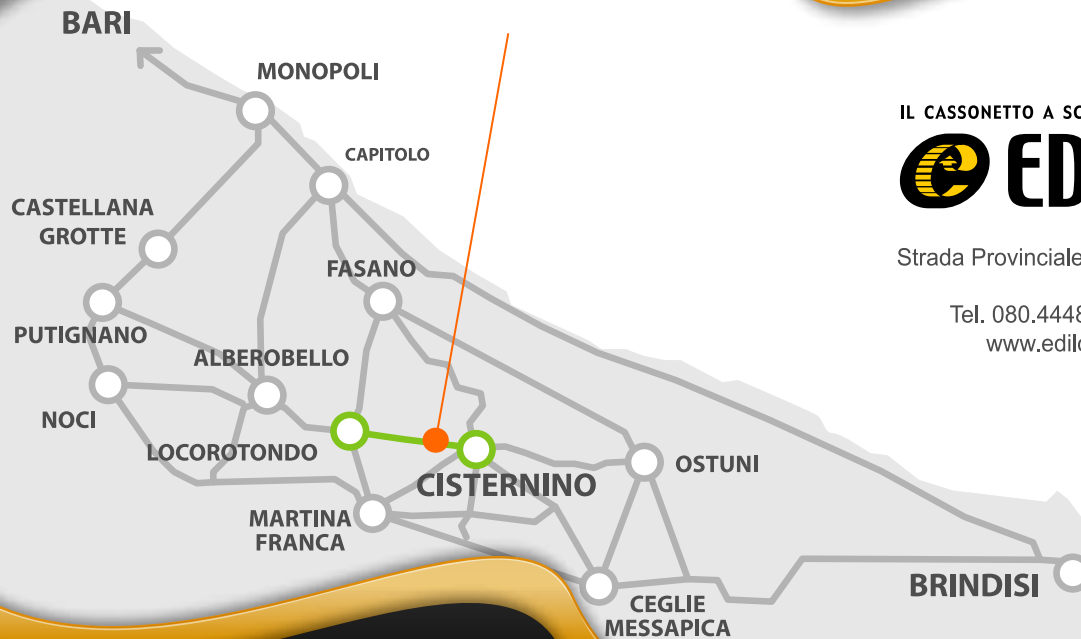 BARI
MONOPOLI
CAPITOLO
CASTELLANA
GROTTE
FASANO
PUTIGNANO
ALBEROBELLO
NOCI
LOCOROTONDO
CISTERNINO
OSTUNI
MARTINA
FRANCA
CEGLIE
MESSAPICA
BRINDISI
IL CASSONETTO A SC
e ED
Strada Provinciale
Tel. 080.4448
www.edil